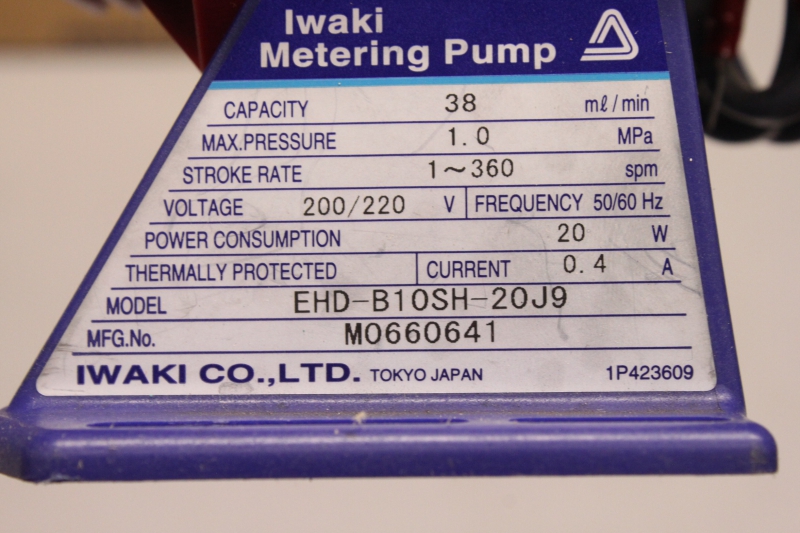 Iwaki
Metering Pump
CAPACITY 38 mℓ/min
MAX.PRESSURE 1.0 MPa
STROKE RATE 1~360 spm
VOLTAGE 200/220 V FREQUENCY 50/60 Hz
POWER CONSUMPTION 20 W
THERMALLY PROTECTED CURRENT 0.4 A
MODEL EHD-B10SH-20J9
MFG.No. M0660641
IWAKI CO.,LTD. TOKYO JAPAN 1P423609